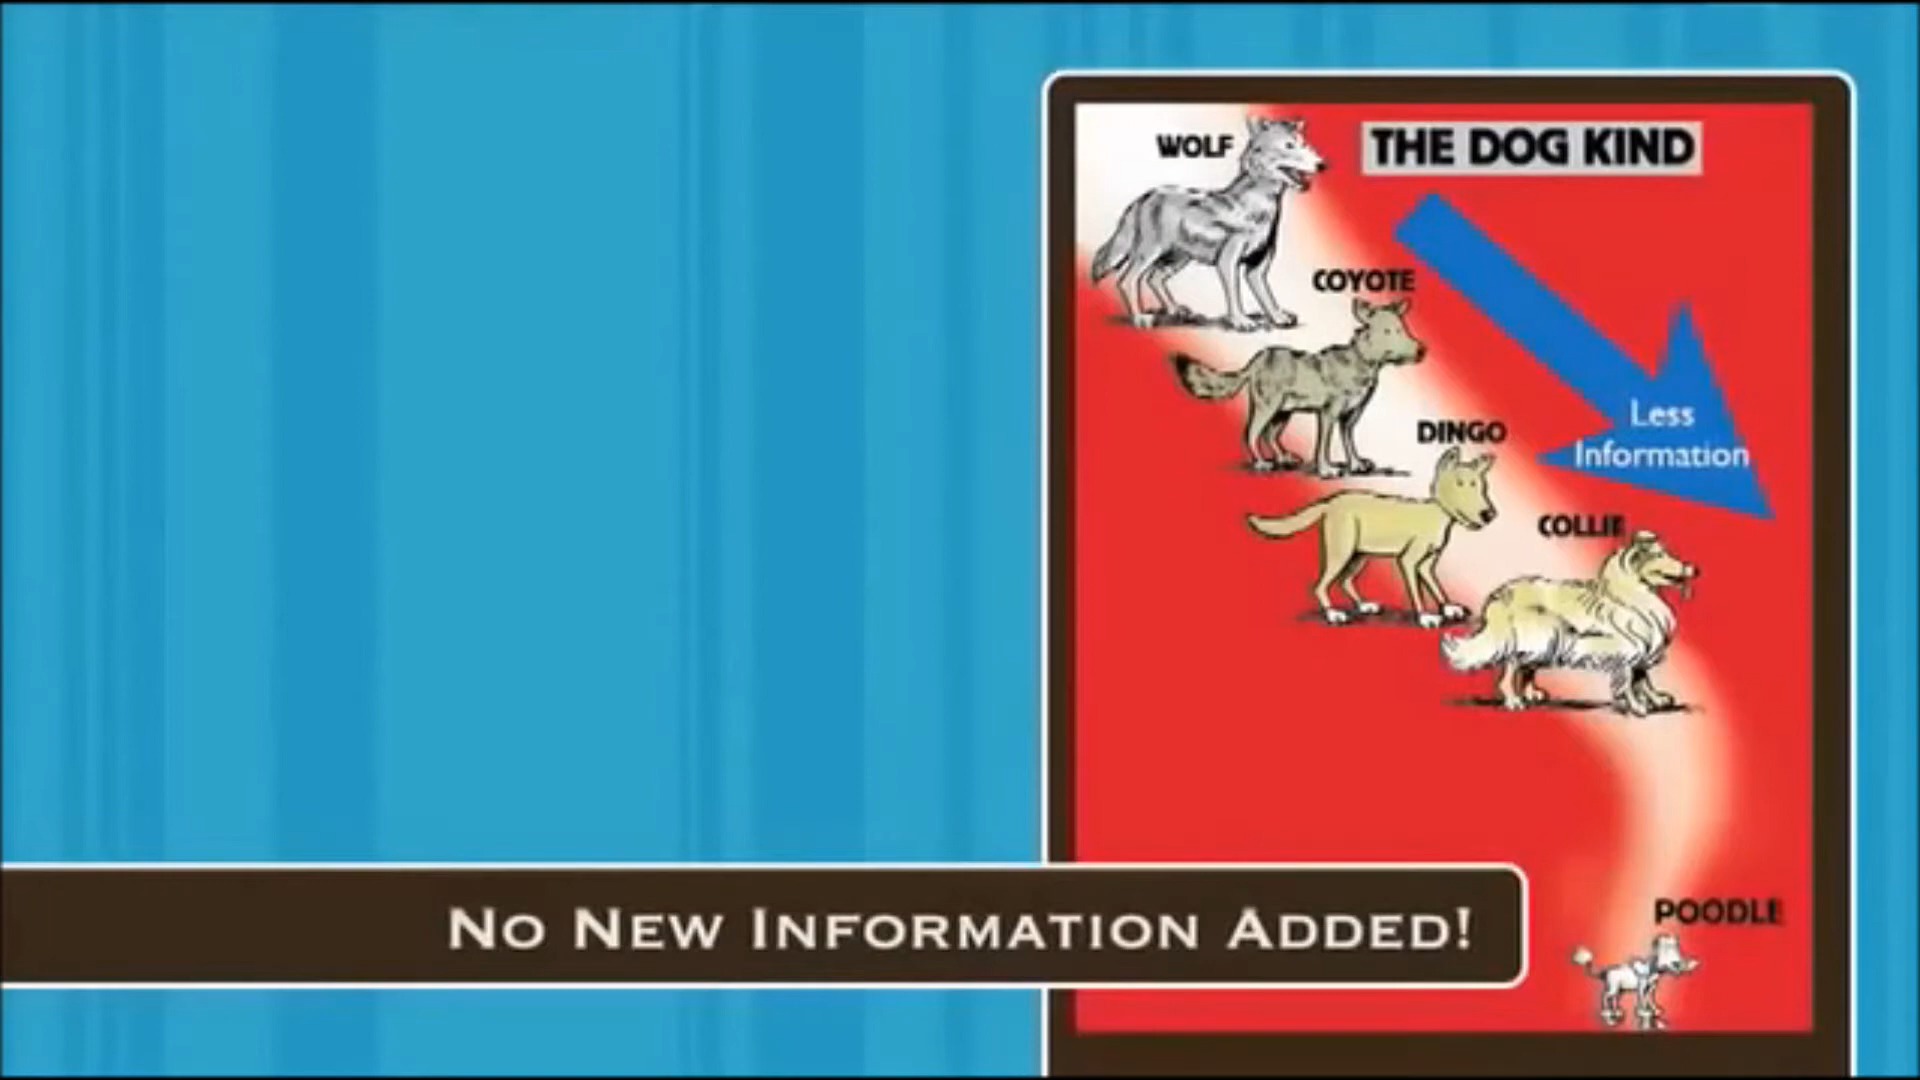 THE DOG KIND
WOLF
COYOTE
DINGO
Less
Information
COLLIE
POODLE
No New Information Added!